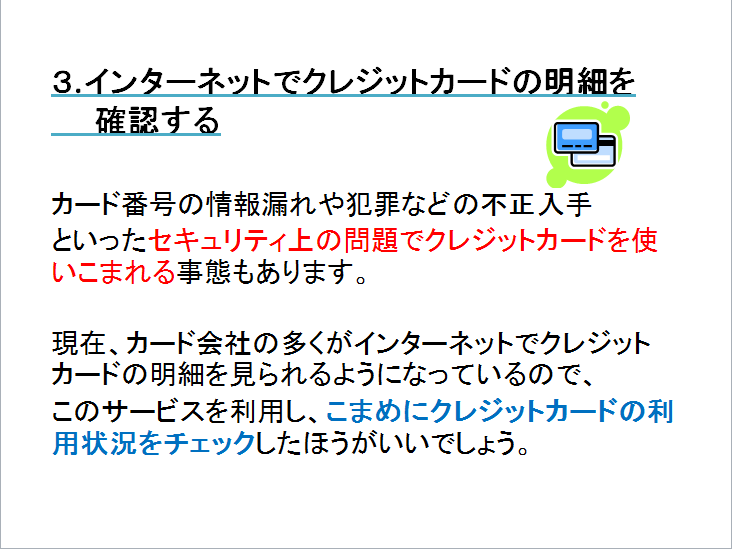 ３.インターネットでクレジットカードの明細を
確認する
カード番号の情報漏れや犯罪などの不正入手
といったセキュリティ上の問題でクレジットカードを使
いこまれる事態もあります。
現在、カード会社の多くがインターネットでクレジット
カードの明細を見られるようになっているので、
このサービスを利用し、こまめにクレジットカードの利
用状況をチェックしたほうがいいでしょう。